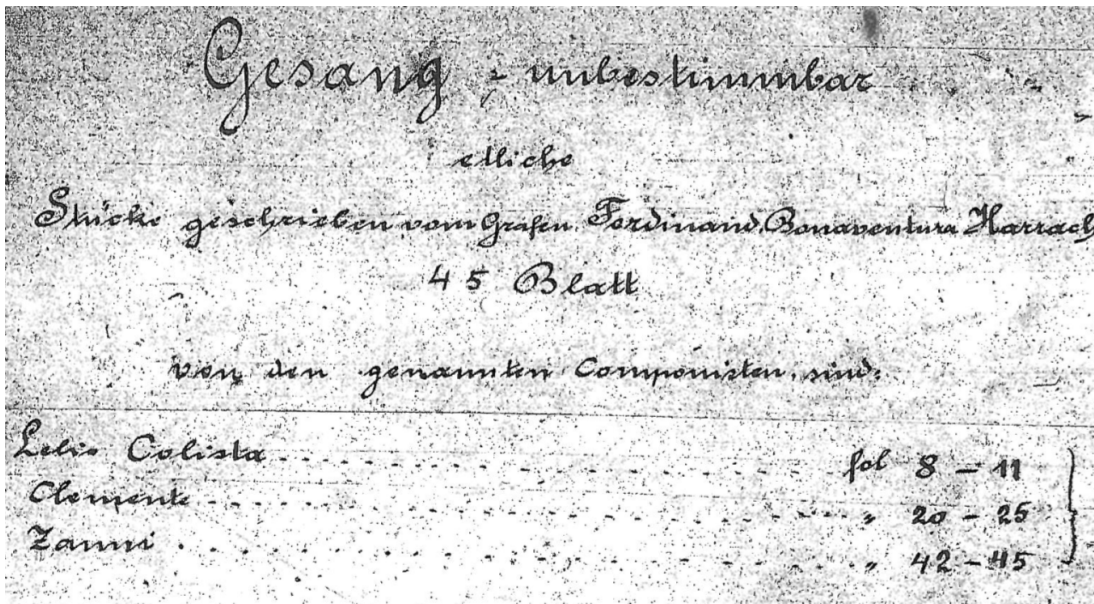 Gesang - unbestimmbar
etliche
Stücke geschrieben vom Grafen Ferdinand Bonaventura Harrach
45 Blatt
von den genannten Componisten sind:
Lelio Colista fol 8 - 11
Clemente „ 20 - 25
Zanni „ 42 - 45